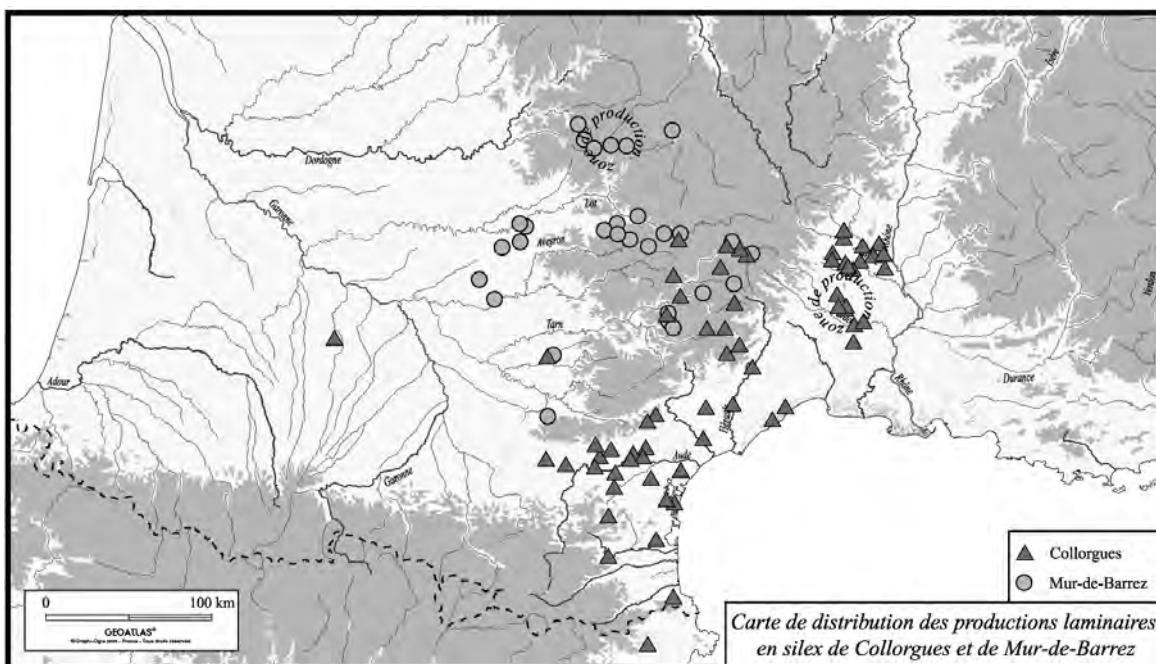 Isère
zone de production
Dordogne
Garonne
Lot
Aveyron
Rhône
Verdon
zone de production
Tarn
Adour
Durance
Rhône
Hérault
Aude
Garonne
Collorgues
Mur-de-Barrez
0 100 km
GEOATLAS®
Carte de distribution des productions laminaires
en silex de Collorgues et de Mur-de-Barrez